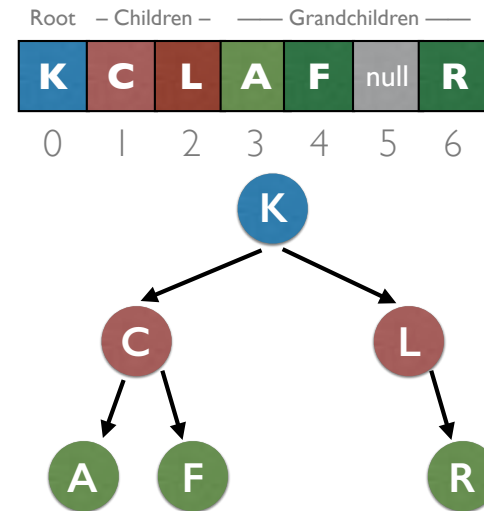 Root – Children – —— Grandchildren ——
K C L A F null R
0 1 2 3 4 5 6
K
C L
A F R